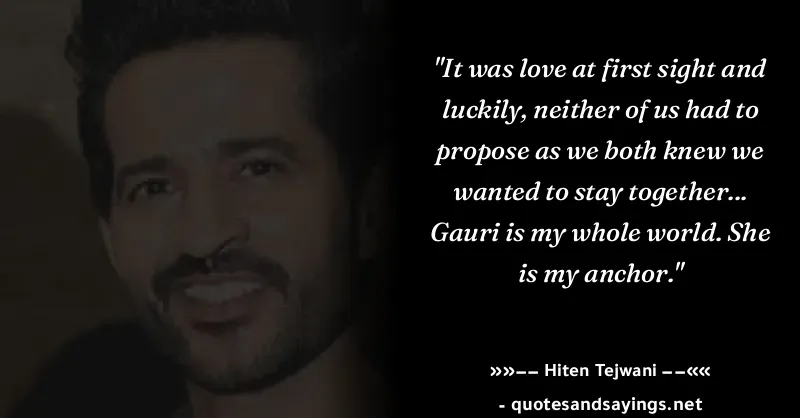 "It was love at first sight and
luckily, neither of us had to
propose as we both knew we
wanted to stay together...
Gauri is my whole world. She
is my anchor."
»»−− Hiten Tejwani −−««
- quotesandsayings.net